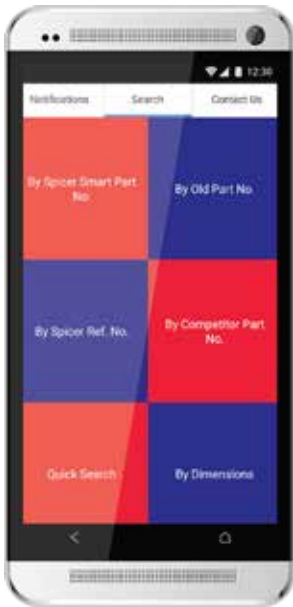 12:30
Notifications Search Contact Us
By Spicer Smart Part
No.
By Old Part No
By Spicer Ref. No.
By Competitor Part
No.
Quick Search
By Dimensions